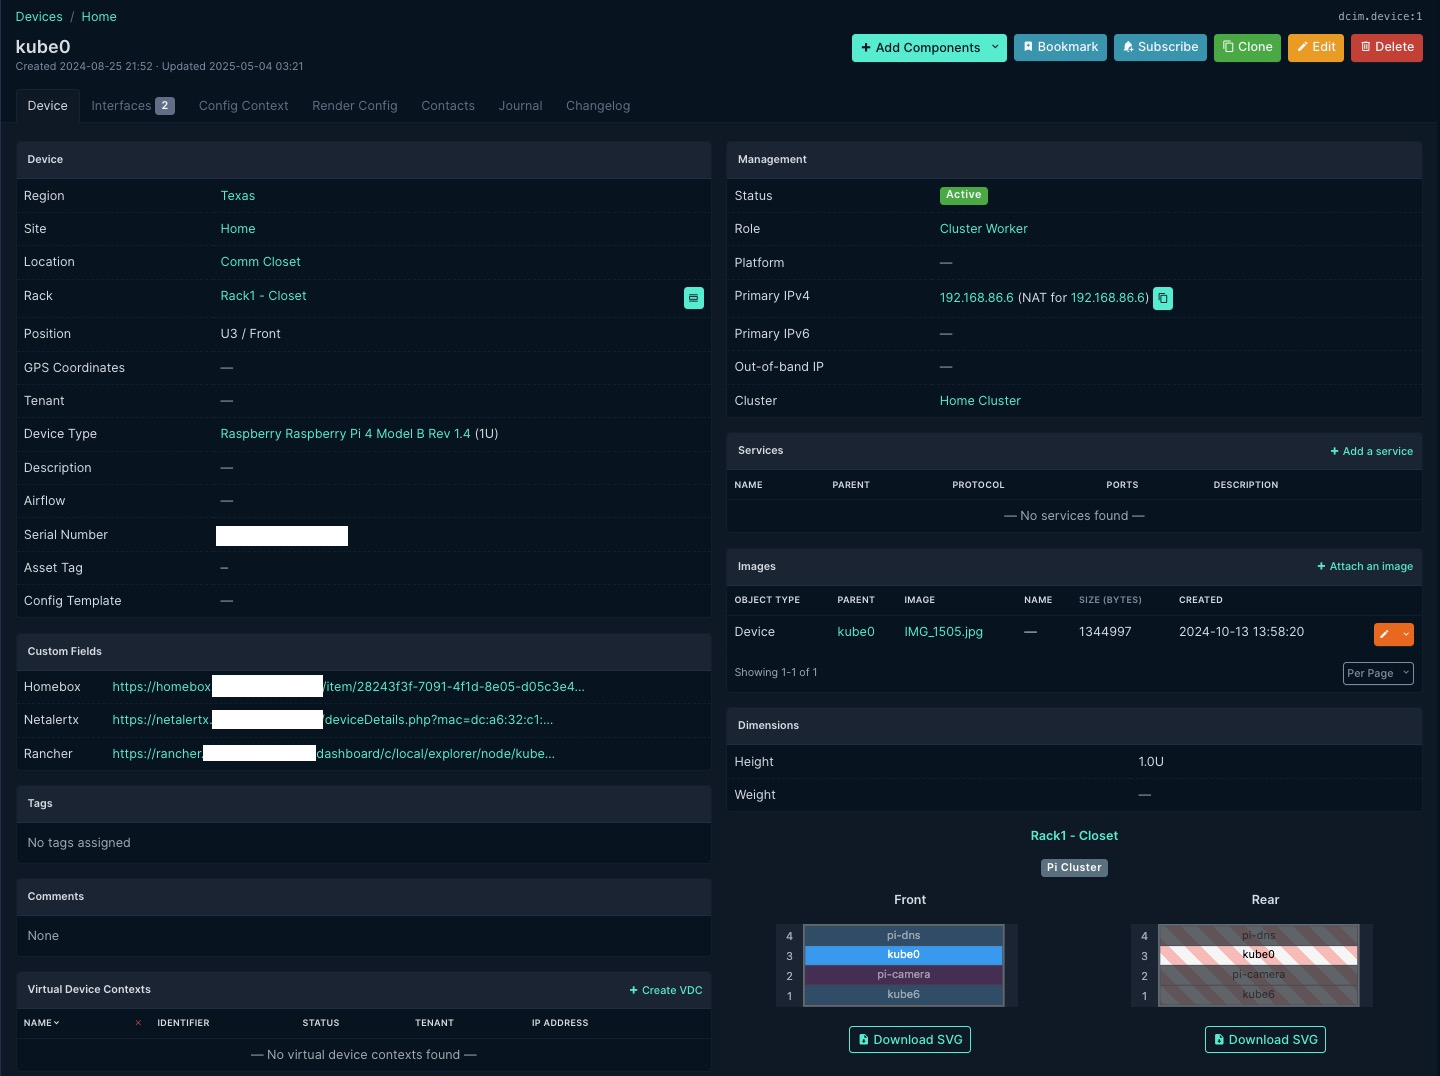 Devices / Home
dcim.device:1
kube0
Created 2024-08-25 21:52 · Updated 2025-05-04 03:21
+ Add Components
Bookmark
Subscribe
Clone
Edit
Delete
Device
Interfaces 2
Config Context
Render Config
Contacts
Journal
Changelog
Device
Region Texas
Site Home
Location Comm Closet
Rack Rack1 - Closet
Position U3 / Front
GPS Coordinates —
Tenant —
Device Type Raspberry Raspberry Pi 4 Model B Rev 1.4 (1U)
Description —
Airflow —
Serial Number
Asset Tag –
Config Template —
Custom Fields
Homebox https://homebox /item/28243f3f-7091-4f1d-8e05-d05c3e4...
Netalertx https://netalertx. /deviceDetails.php?mac=dc:a6:32:c1:...
Rancher https://rancher. dashboard/c/local/explorer/node/kube...
Tags
No tags assigned
Comments
None
Virtual Device Contexts
+ Create VDC
NAME IDENTIFIER STATUS TENANT IP ADDRESS
— No virtual device contexts found —
Management
Status Active
Role Cluster Worker
Platform —
Primary IPv4 192.168.86.6 (NAT for 192.168.86.6)
Primary IPv6 —
Out-of-band IP —
Cluster Home Cluster
Services
+ Add a service
NAME PARENT PROTOCOL PORTS DESCRIPTION
— No services found —
Images
+ Attach an image
OBJECT TYPE PARENT IMAGE NAME SIZE (BYTES) CREATED
Device kube0 IMG_1505.jpg — 1344997 2024-10-13 13:58:20
Showing 1-1 of 1
Per Page
Dimensions
Height 1.0U
Weight —
Rack1 - Closet
Pi Cluster
Front
4 pi-dns
3 kube0
2 pi-camera
1 kube6
Download SVG
Rear
4 pi-dns
3 kube0
2 pi-camera
1 kube6
Download SVG